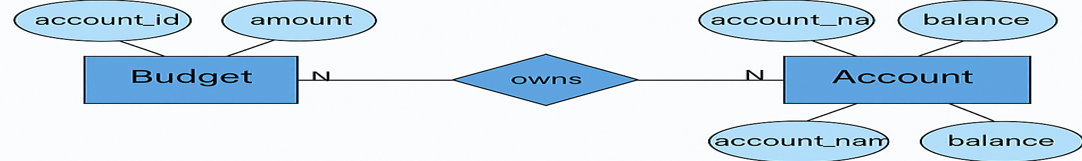 account_id amount account_na balance
Budget N owns N Account
account_nam balance